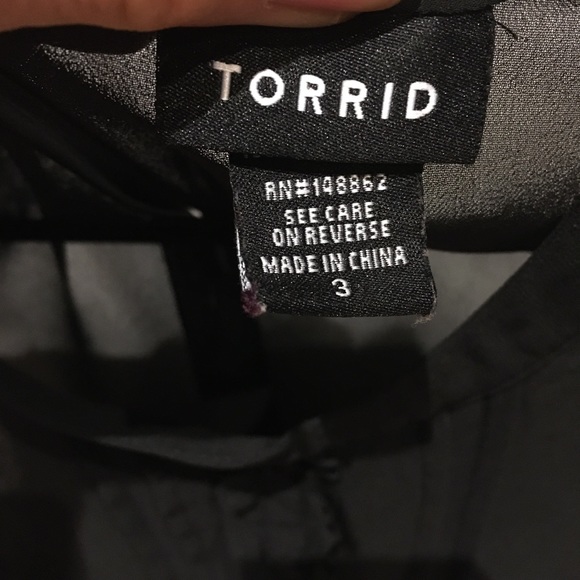 TORRID
RN#148862
SEE CARE
ON REVERSE
MADE IN CHINA
3